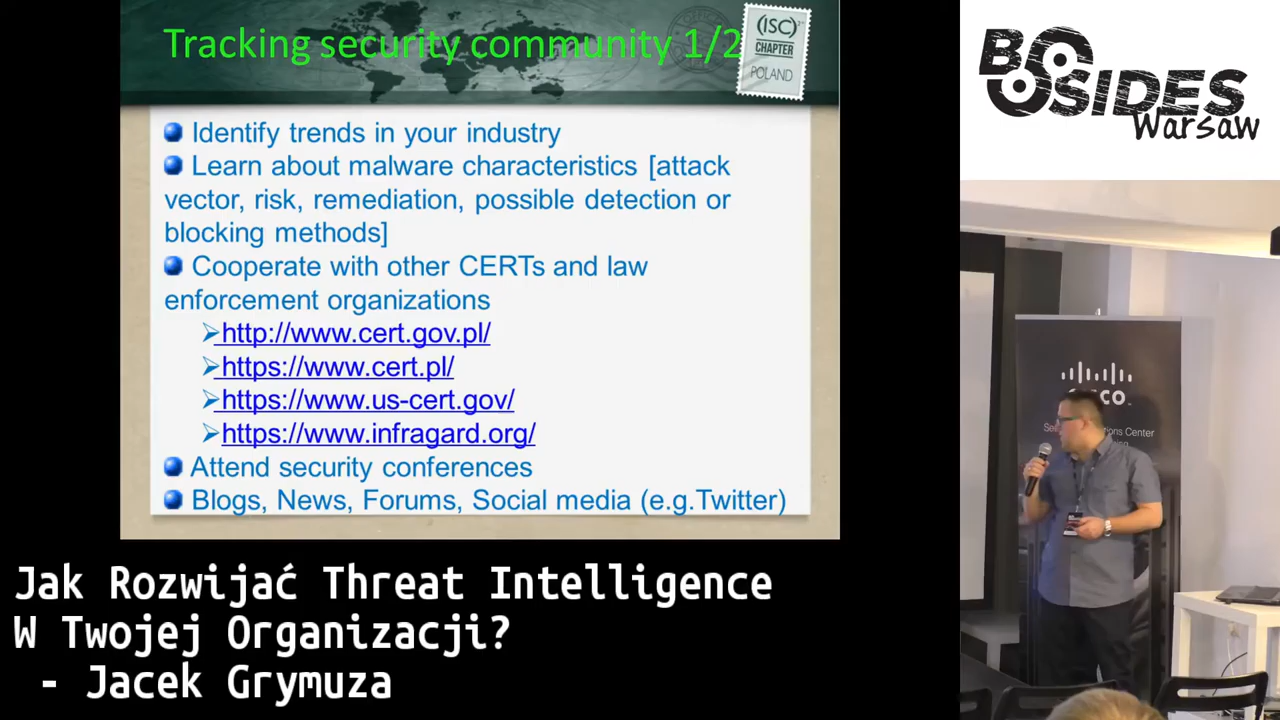 Tracking security community 1/2
(ISC)²
CHAPTER
POLAND
Identify trends in your industry
Learn about malware characteristics [attack
vector, risk, remediation, possible detection or
blocking methods]
Cooperate with other CERTs and law
enforcement organizations
http://www.cert.gov.pl/
https://www.cert.pl/
https://www.us-cert.gov/
https://www.infragard.org/
Attend security conferences
Blogs, News, Forums, Social media (e.g.Twitter)
BSIDES
Warsaw
Center
Jak Rozwijać Threat Intelligence
W Twojej Organizacji?
- Jacek Grymuza